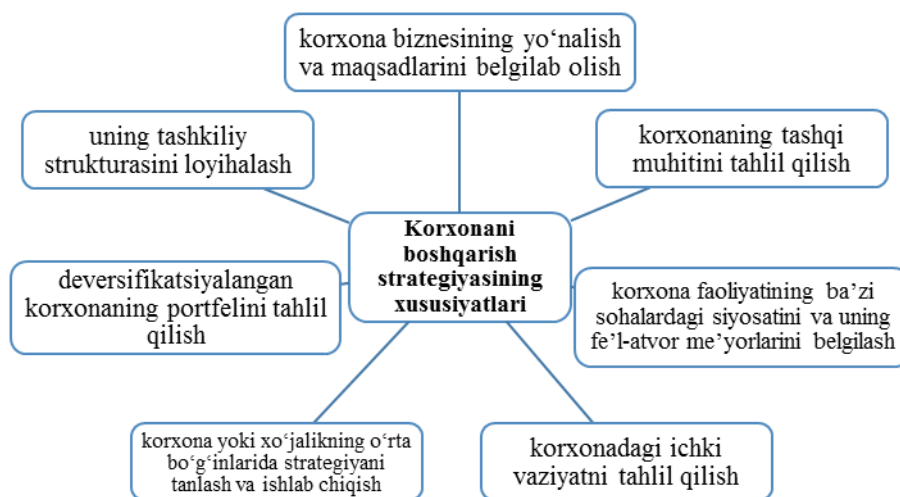 korxona biznesining yo‘nalish
va maqsadlarini belgilab olish
uning tashkiliy
strukturasini loyihalash
korxonaning tashqi
muhitini tahlil qilish
Korxonani
boshqarish
strategiyasining
xususiyatlari
deversifikatsiyalangan
korxonaning portfelini tahlil
qilish
korxona faoliyatining ba’zi
sohalardagi siyosatini va uning
fe’l-atvor me’yorlarini belgilash
korxona yoki xo‘jalikning o‘rta
bo‘g‘inlarida strategiyani
tanlash va ishlab chiqish
korxonadagi ichki
vaziyatni tahlil qilish